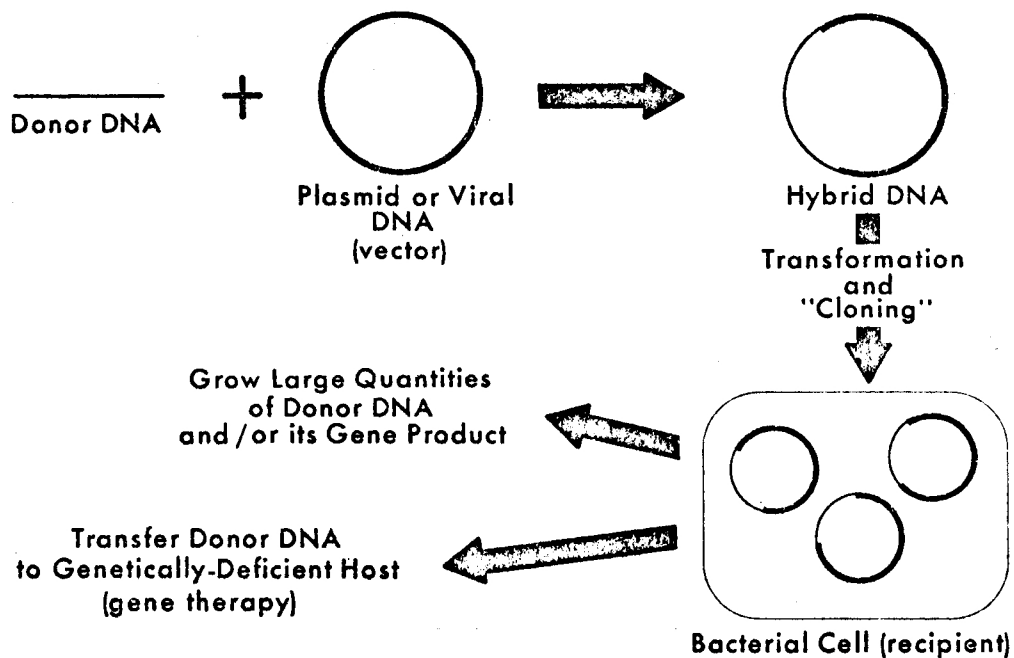 Donor DNA
+
Plasmid or Viral
DNA
(vector)
Hybrid DNA
Transformation
and
"Cloning"
Grow Large Quantities
of Donor DNA
and/or its Gene Product
Transfer Donor DNA
to Genetically-Deficient Host
(gene therapy)
Bacterial Cell (recipient)